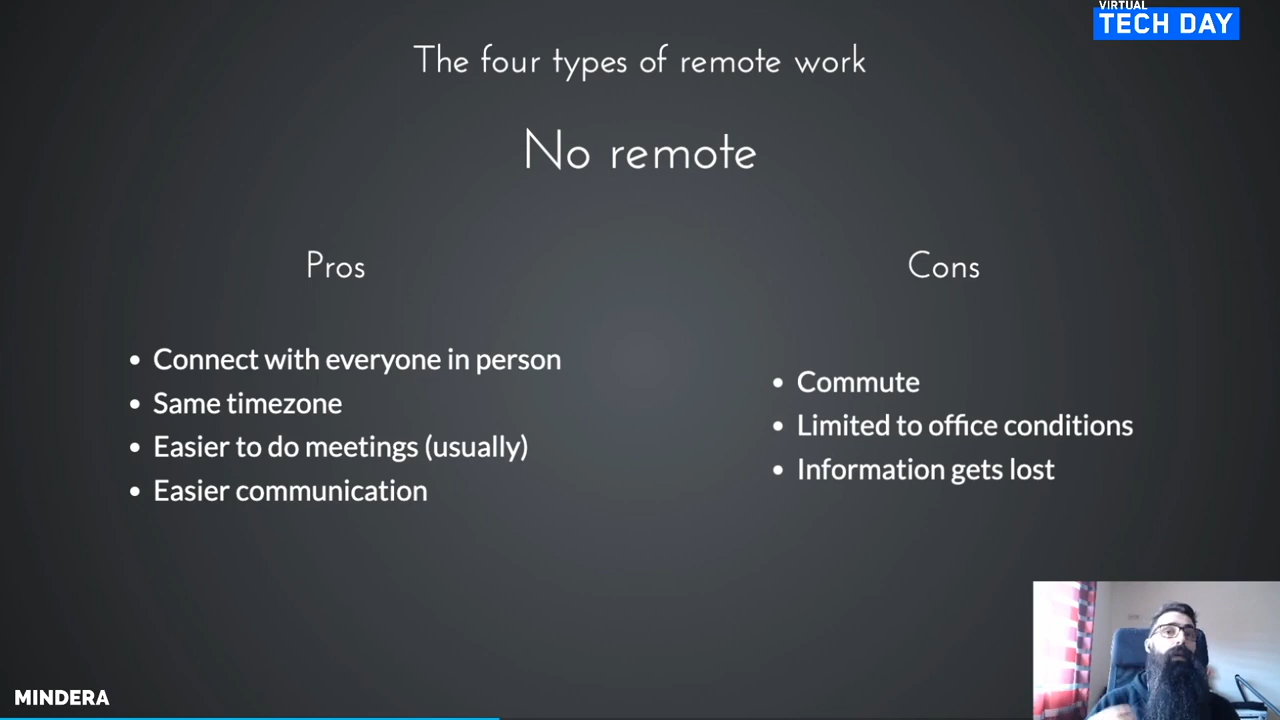 VIRTUAL
TECH DAY
The four types of remote work
No remote
Pros
Cons
Connect with everyone in person
Same timezone
Easier to do meetings (usually)
Easier communication
Commute
Limited to office conditions
Information gets lost
MINDERA